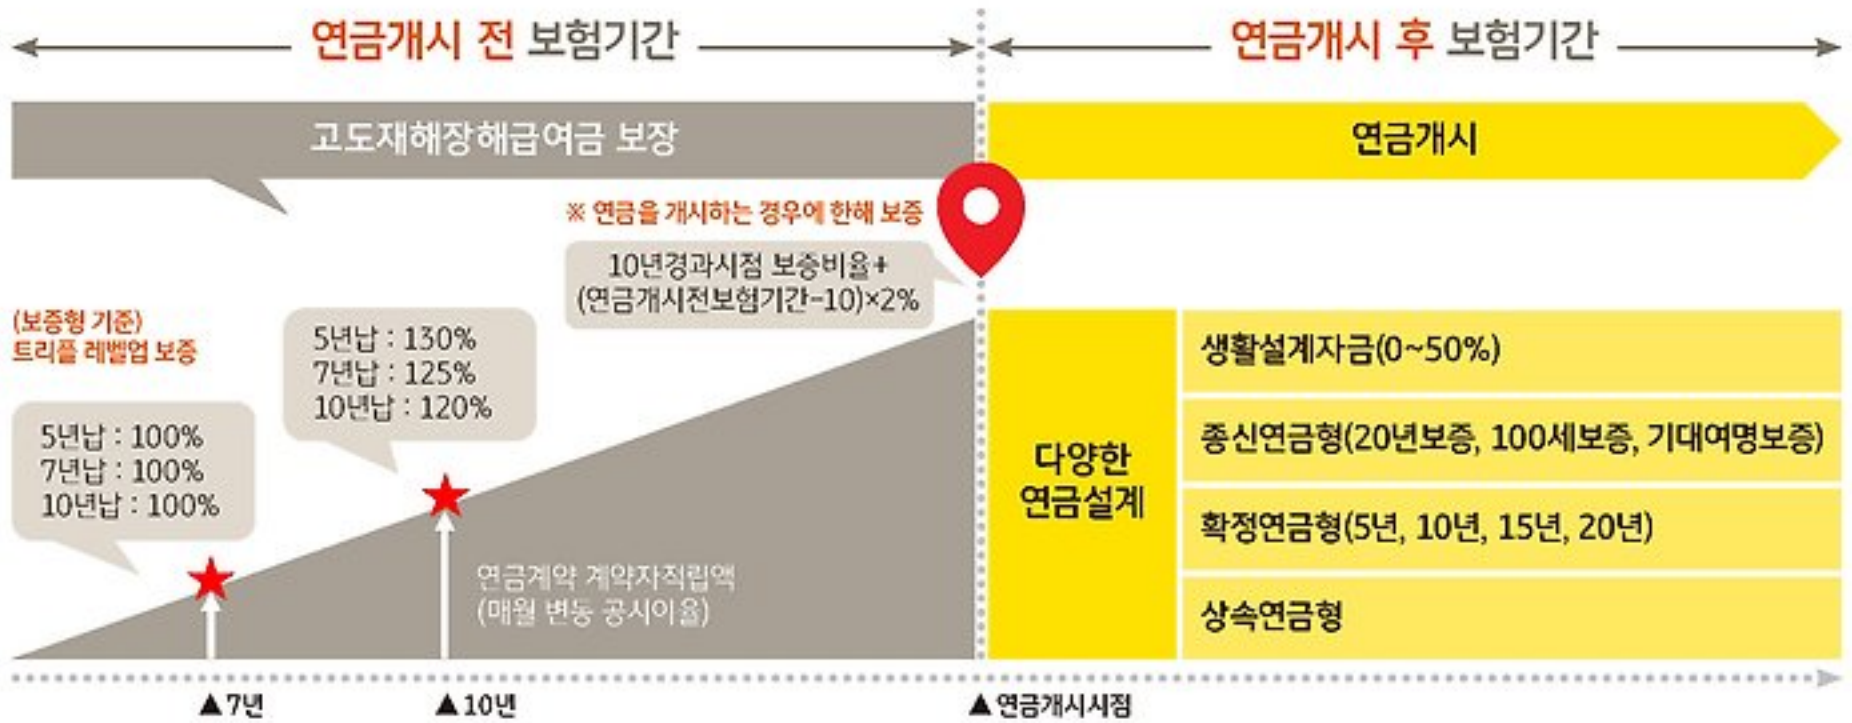 연금개시 전 보험기간
연금개시 후 보험기간
고도재해장해급여금 보장
연금개시
※ 연금을 개시하는 경우에 한해 보증
10년경과시점 보증비율+
(연금개시전보험기간-10)×2%
(보증형 기준)
트리플 레벨업 보증
5년납 : 130%
7년납 : 125%
10년납 : 120%
5년납 : 100%
7년납 : 100%
10년납 : 100%
연금계약 계약자적립액
(매월 변동 공시이율)
다양한
연금설계
생활설계자금(0~50%)
종신연금형(20년보증, 100세보증, 기대여명보증)
확정연금형(5년, 10년, 15년, 20년)
상속연금형
▲7년
▲10년
▲연금개시시점